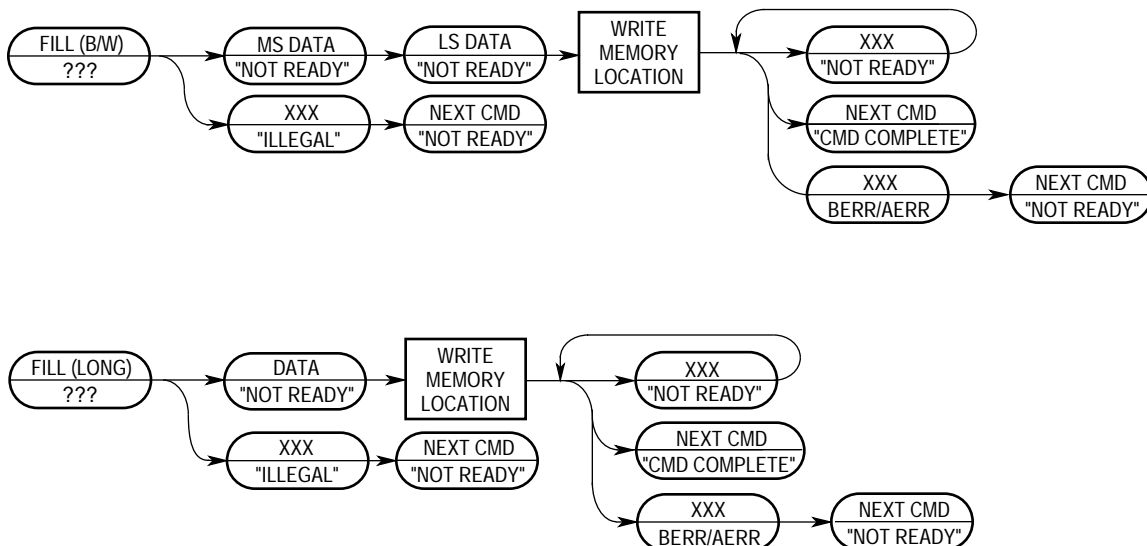 FILL (B/W)
???
MS DATA
"NOT READY"
LS DATA
"NOT READY"
WRITE
MEMORY
LOCATION
XXX
"NOT READY"
XXX
"ILLEGAL"
NEXT CMD
"NOT READY"
NEXT CMD
"CMD COMPLETE"
XXX
BERR/AERR
NEXT CMD
"NOT READY"
FILL (LONG)
???
DATA
"NOT READY"
WRITE
MEMORY
LOCATION
XXX
"NOT READY"
XXX
"ILLEGAL"
NEXT CMD
"NOT READY"
NEXT CMD
"CMD COMPLETE"
XXX
BERR/AERR
NEXT CMD
"NOT READY"